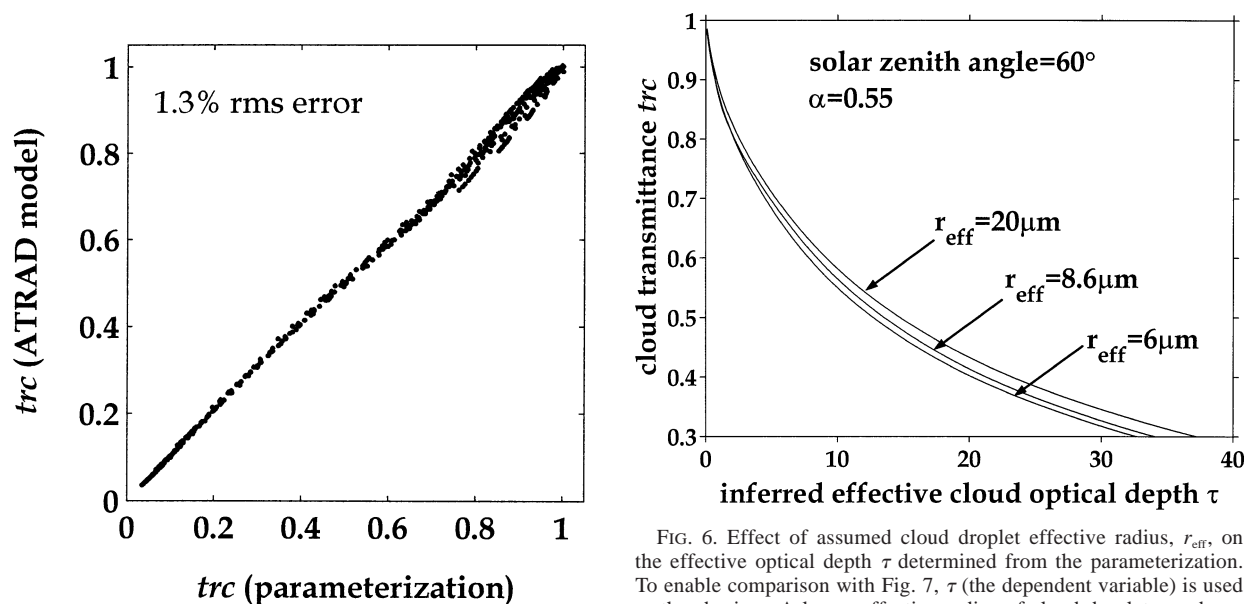 1.3% rms error
trc (ATRAD model)
1
0.8
0.6
0.4
0.2
0
0
0.2
0.4
0.6
0.8
1
trc (parameterization)
solar zenith angle=60°
α=0.55
cloud transmittance trc
1
0.9
0.8
0.7
0.6
0.5
0.4
0.3
r_eff=20μm
r_eff=8.6μm
r_eff=6μm
0
10
20
30
40
inferred effective cloud optical depth τ
FIG. 6. Effect of assumed cloud droplet effective radius, r_eff, on
the effective optical depth τ determined from the parameterization.
To enable comparison with Fig. 7, τ (the dependent variable) is used